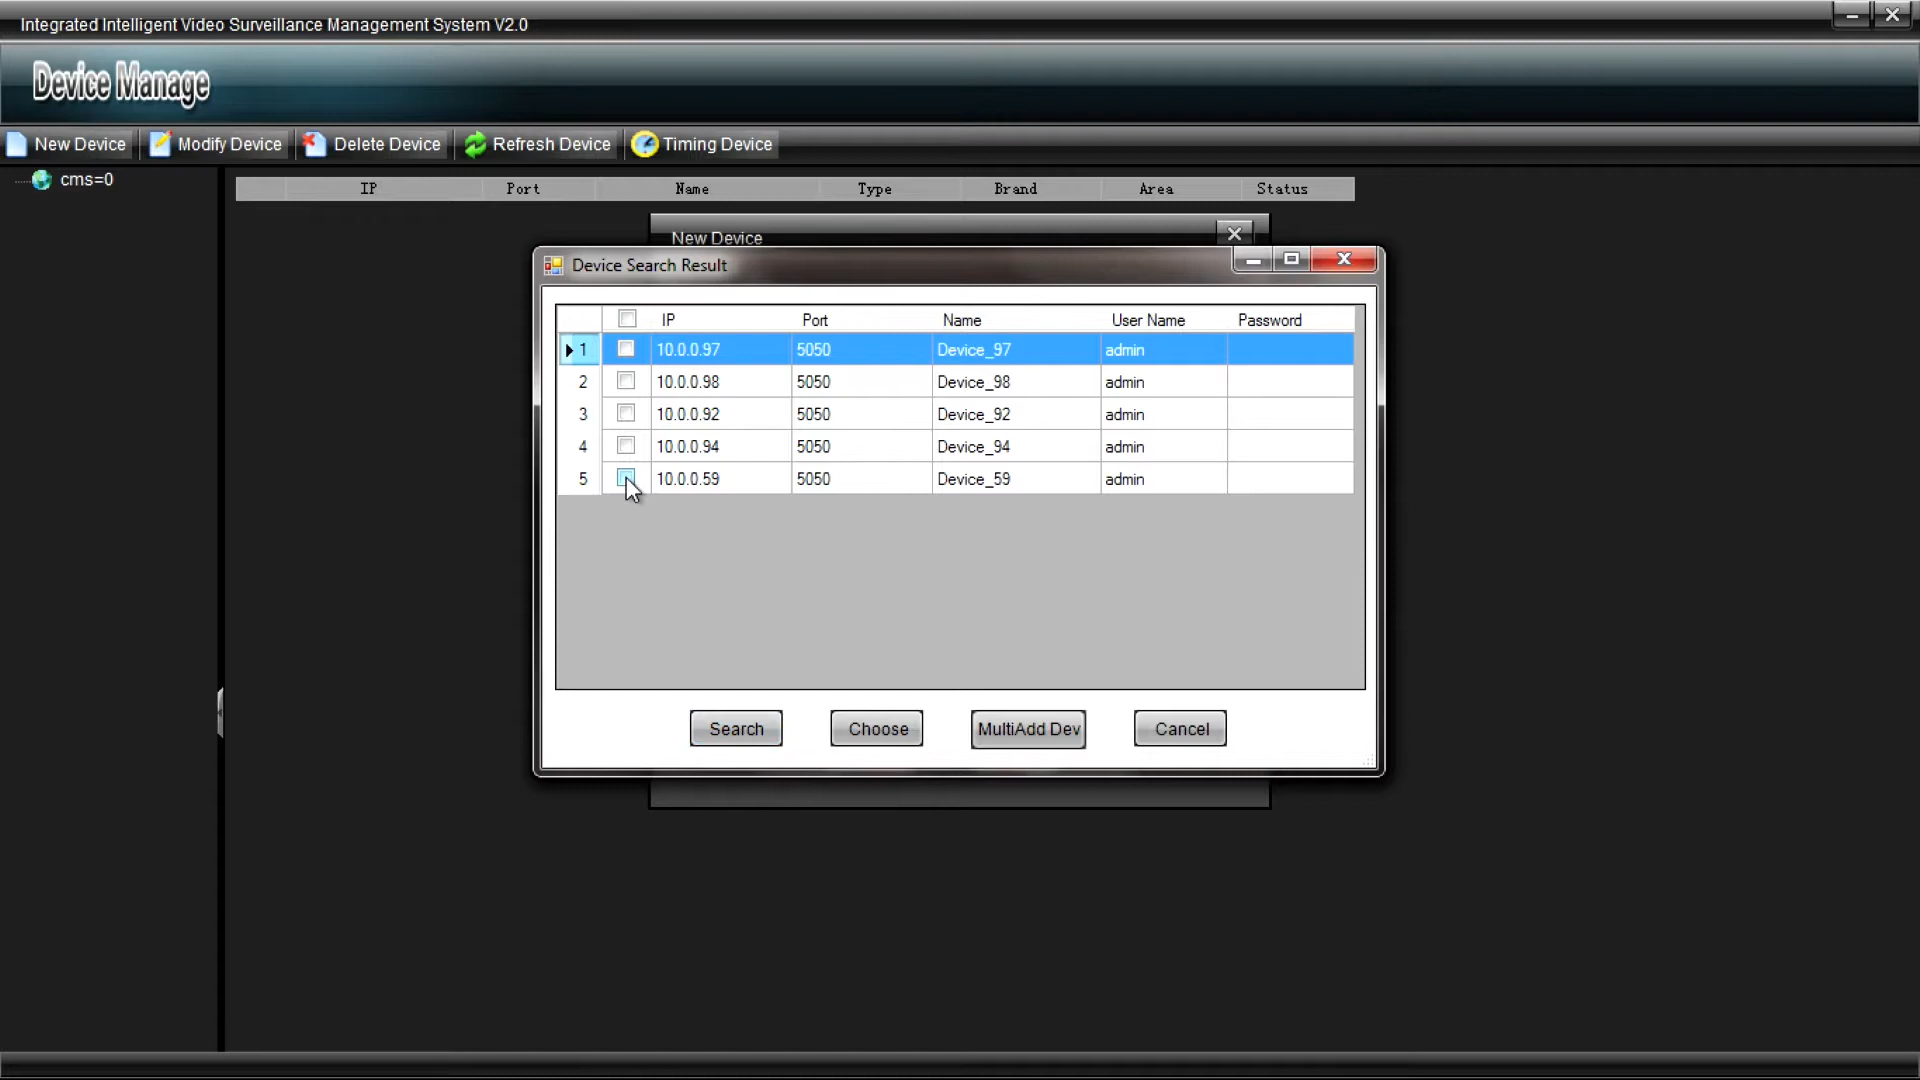 Integrated Intelligent Video Surveillance Management System V2.0
Device Manage
New Device Modify Device Delete Device Refresh Device Timing Device
cms=0
IP Port Name Type Brand Area Status
New Device
Device Search Result
IP Port Name User Name Password
1 10.0.0.97 5050 Device_97 admin
2 10.0.0.98 5050 Device_98 admin
3 10.0.0.92 5050 Device_92 admin
4 10.0.0.94 5050 Device_94 admin
5 10.0.0.59 5050 Device_59 admin
Search Choose MultiAdd Dev Cancel